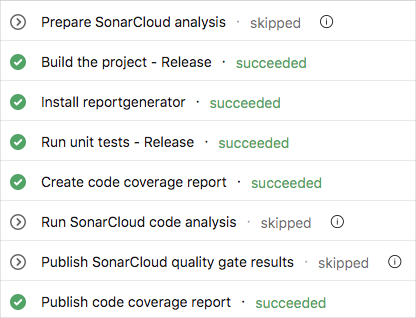 Prepare SonarCloud analysis · skipped
Build the project - Release · succeeded
Install reportgenerator · succeeded
Run unit tests - Release · succeeded
Create code coverage report · succeeded
Run SonarCloud code analysis · skipped
Publish SonarCloud quality gate results · skipped
Publish code coverage report · succeeded